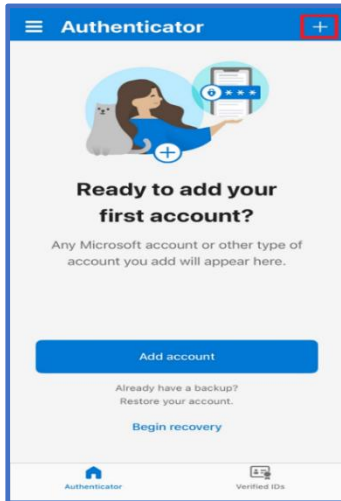 Authenticator
Ready to add your
first account?
Any Microsoft account or other type of
account you add will appear here.
Add account
Already have a backup?
Restore your account.
Begin recovery
Authenticator
Verified IDs